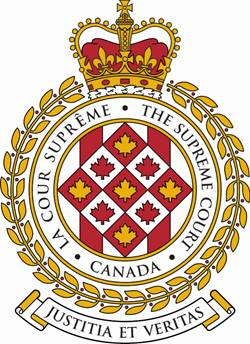 LA COUR SUPRÊME • THE SUPREME COURT
• CANADA •
JUSTITIA ET VERITAS